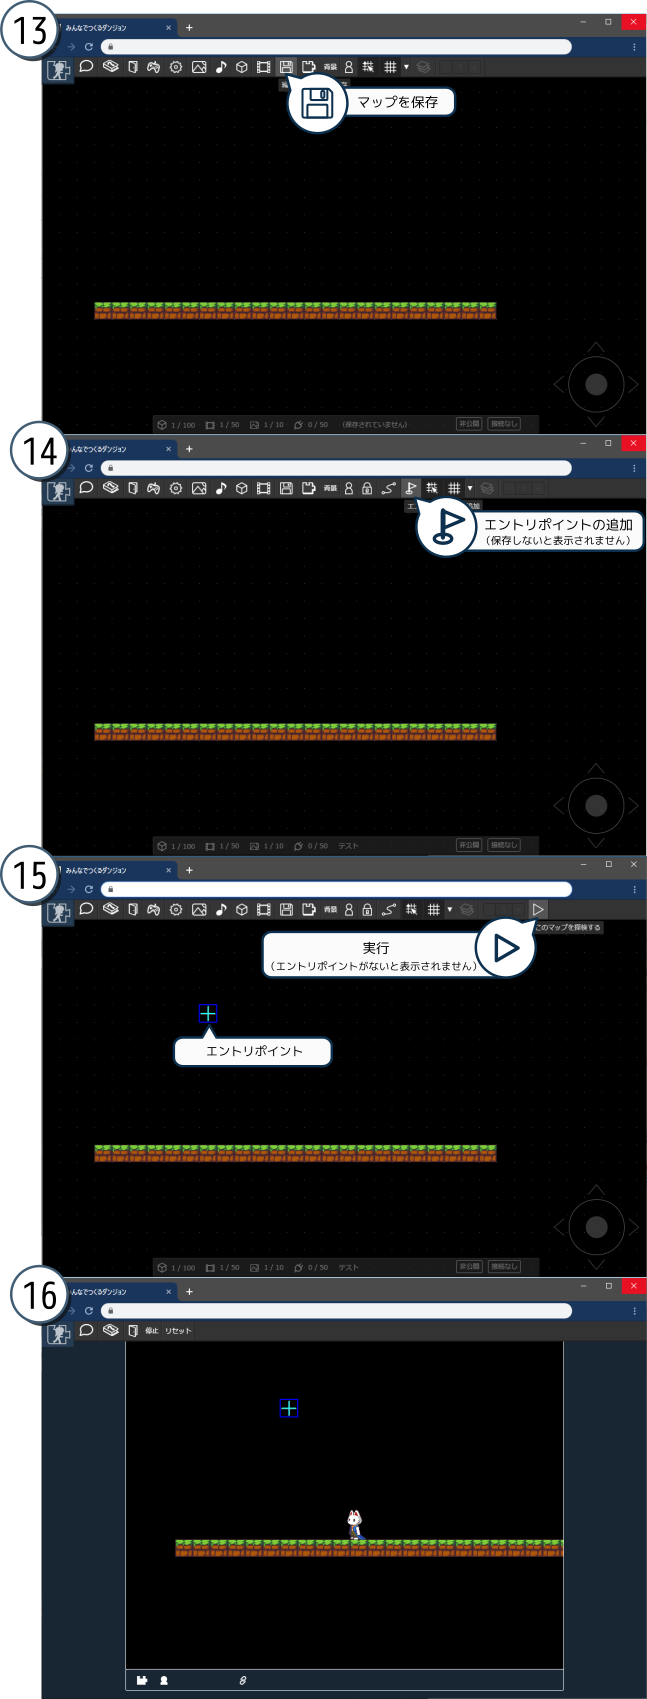 13
みんなでつくるダンジョン
背景
マップを保存
1 / 100
1 / 50
1 / 10
0 / 50
(保存されていません)
非公開
接続なし
14
みんなでつくるダンジョン
背景
エントリポイントの追加
(保存しないと表示されません)
1 / 100
1 / 50
1 / 10
0 / 50
テスト
非公開
接続なし
15
みんなでつくるダンジョン
背景
このマップを探検する
実行
(エントリポイントがないと表示されません)
エントリポイント
1 / 100
1 / 50
1 / 10
0 / 50
テスト
非公開
接続なし
16
みんなでつくるダンジョン
停止 リセット